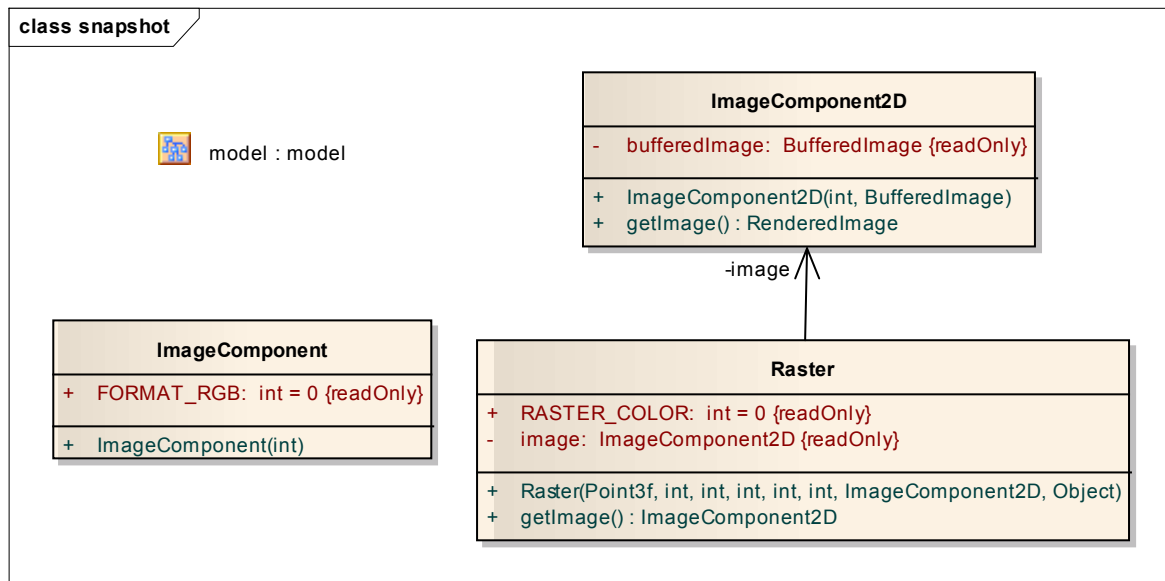 class snapshot
model : model
ImageComponent2D
- bufferedImage: BufferedImage {readOnly}
+ ImageComponent2D(int, BufferedImage)
+ getImage() : RenderedImage
-image
ImageComponent
+ FORMAT_RGB: int = 0 {readOnly}
+ ImageComponent(int)
Raster
+ RASTER_COLOR: int = 0 {readOnly}
- image: ImageComponent2D {readOnly}
+ Raster(Point3f, int, int, int, int, int, ImageComponent2D, Object)
+ getImage() : ImageComponent2D